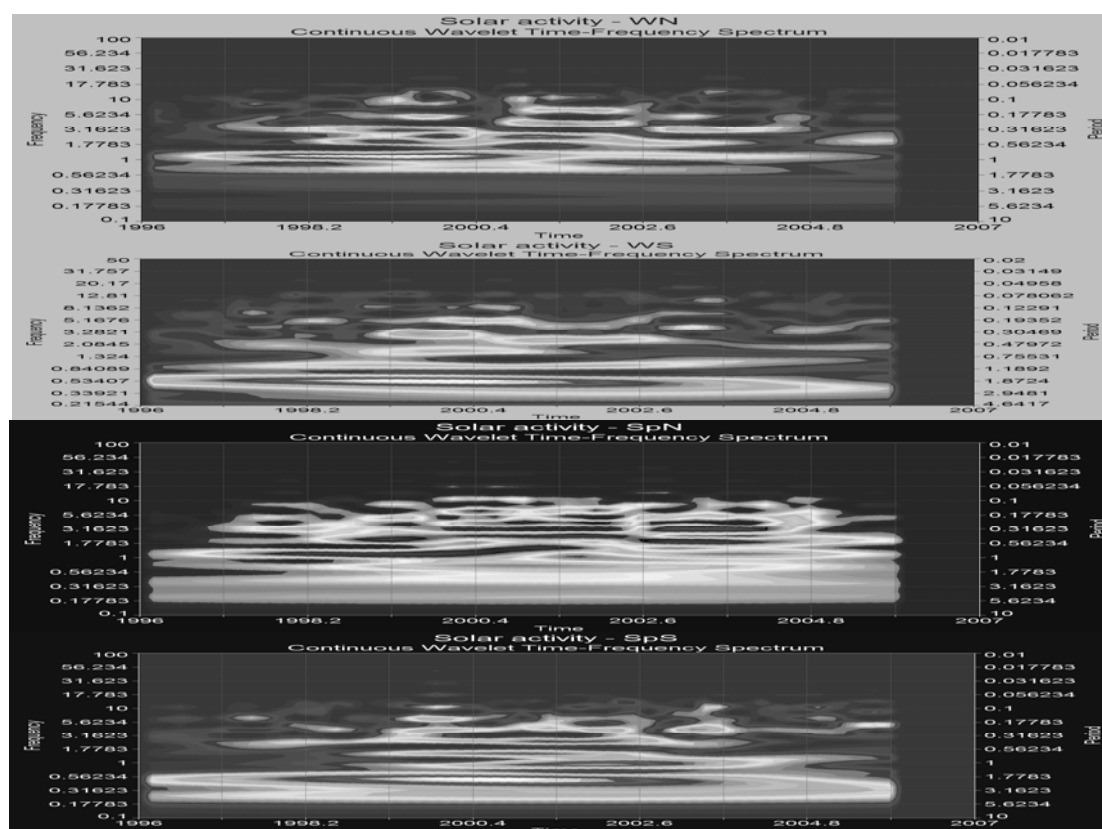 Solar activity - WN
Continuous Wavelet Time-Frequency Spectrum
100 0.01
56.234 0.017783
31.623 0.031623
17.783 0.056234
10 0.1
5.6234 0.17783
3.1623 0.31623
1.7783 0.56234
1
0.56234 1.7783
0.31623 3.1623
0.17783 5.6234
0.1 10
Frequency
Period
1996 1998.2 2000.4 2002.6 2004.8 2007
Time
Solar activity - WS
Continuous Wavelet Time-Frequency Spectrum
50 0.02
31.757 0.03149
20.17 0.04958
12.81 0.078062
8.1362 0.12291
5.1676 0.19352
3.2821 0.30469
2.0845 0.47972
1.324 0.75531
0.84089 1.1892
0.53407 1.8724
0.33921 2.9481
0.21544 4.6417
Frequency
Period
1996 1998.2 2000.4 2002.6 2004.8 2007
Time
Solar activity - SpN
Continuous Wavelet Time-Frequency Spectrum
100 0.01
56.234 0.017783
31.623 0.031623
17.783 0.056234
10 0.1
5.6234 0.17783
3.1623 0.31623
1.7783 0.56234
1
0.56234 1.7783
0.31623 3.1623
0.17783 5.6234
0.1 10
Frequency
Period
1996 1998.2 2000.4 2002.6 2004.8 2007
Time
Solar activity - SpS
Continuous Wavelet Time-Frequency Spectrum
100 0.01
56.234 0.017783
31.623 0.031623
17.783 0.056234
10 0.1
5.6234 0.17783
3.1623 0.31623
1.7783 0.56234
1 1
0.56234 1.7783
0.31623 3.1623
0.17783 5.6234
0.1 10
Frequency
Period
1996 1998.2 2000.4 2002.6 2004.8 2007